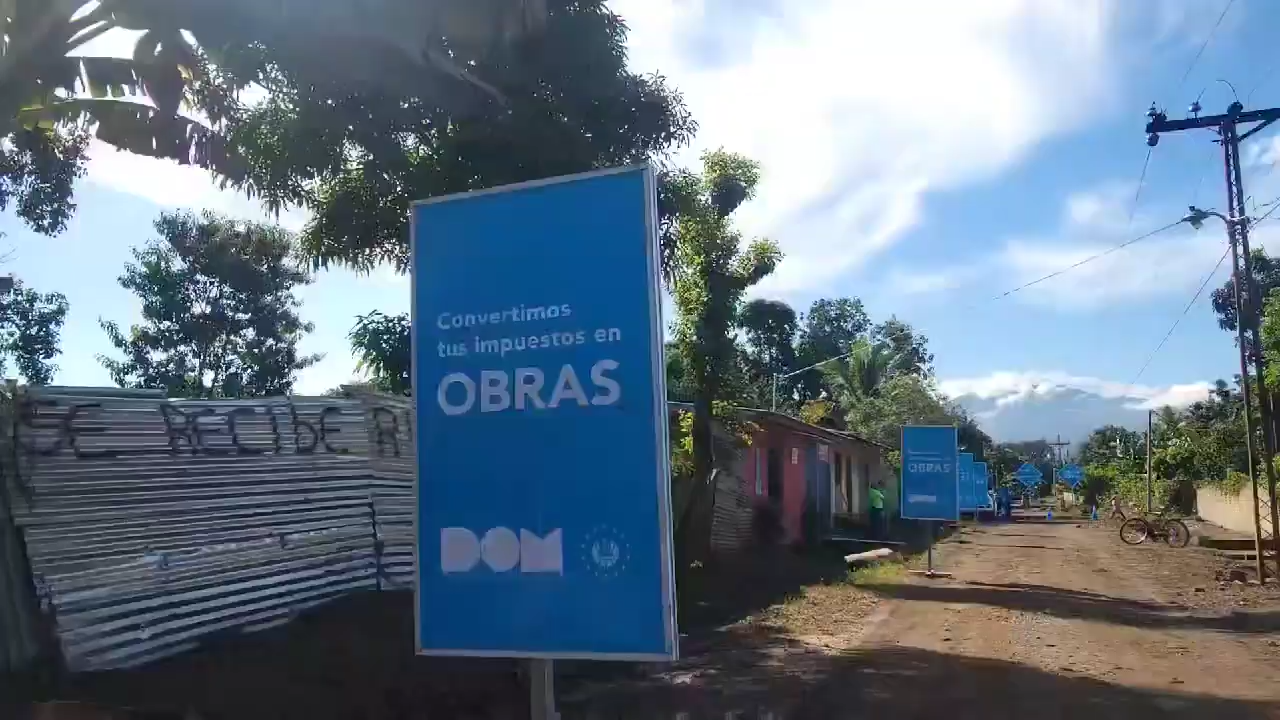 SE RECIbE R
Convertimos
tus impuestos en
OBRAS
DOM
OBRAS